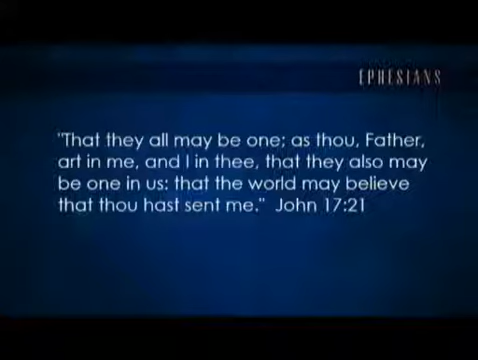 EPHESIANS
"That they all may be one; as thou, Father,
art in me, and I in thee, that they also may
be one in us: that the world may believe
that thou hast sent me."  John 17:21